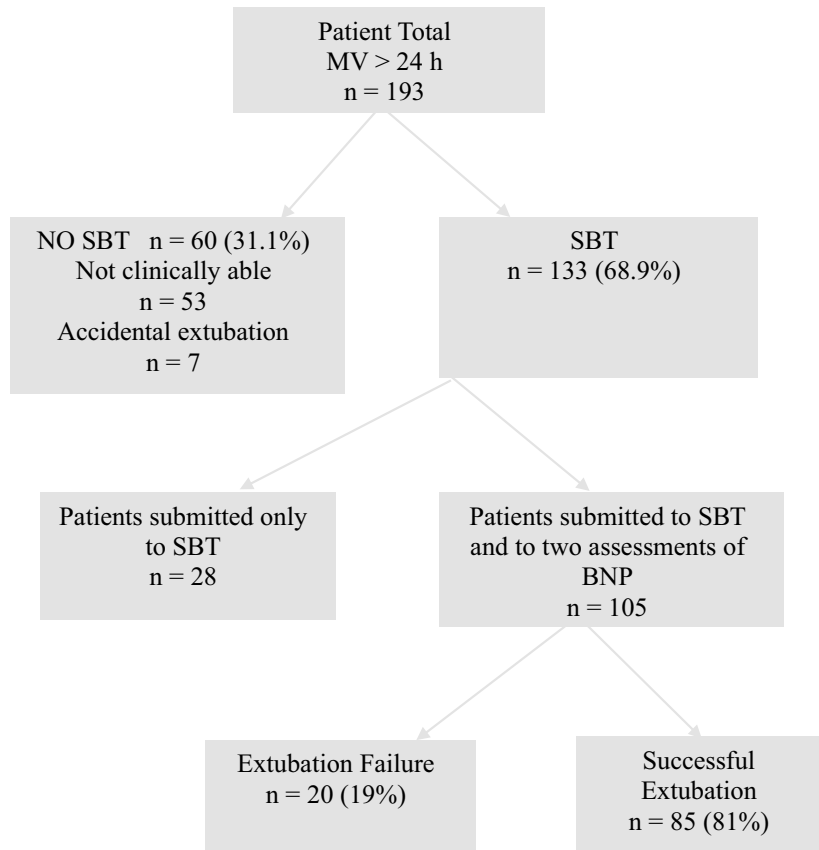 Patient Total
MV > 24 h
n = 193
NO SBT n = 60 (31.1%)
Not clinically able
n = 53
Accidental extubation
n = 7
SBT
n = 133 (68.9%)
Patients submitted only
to SBT
n = 28
Patients submitted to SBT
and to two assessments of
BNP
n = 105
Extubation Failure
n = 20 (19%)
Successful
Extubation
n = 85 (81%)